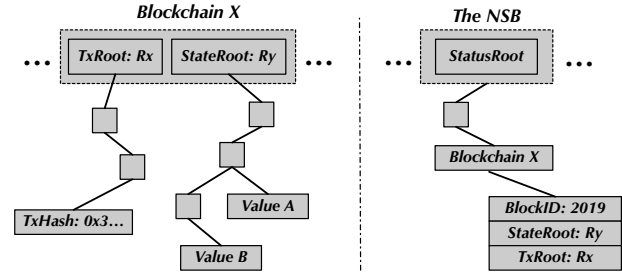 Blockchain X
... TxRoot: Rx StateRoot: Ry ...
TxHash: 0x3...
Value A
Value B
The NSB
... StatusRoot ...
Blockchain X
BlockID: 2019
StateRoot: Ry
TxRoot: Rx